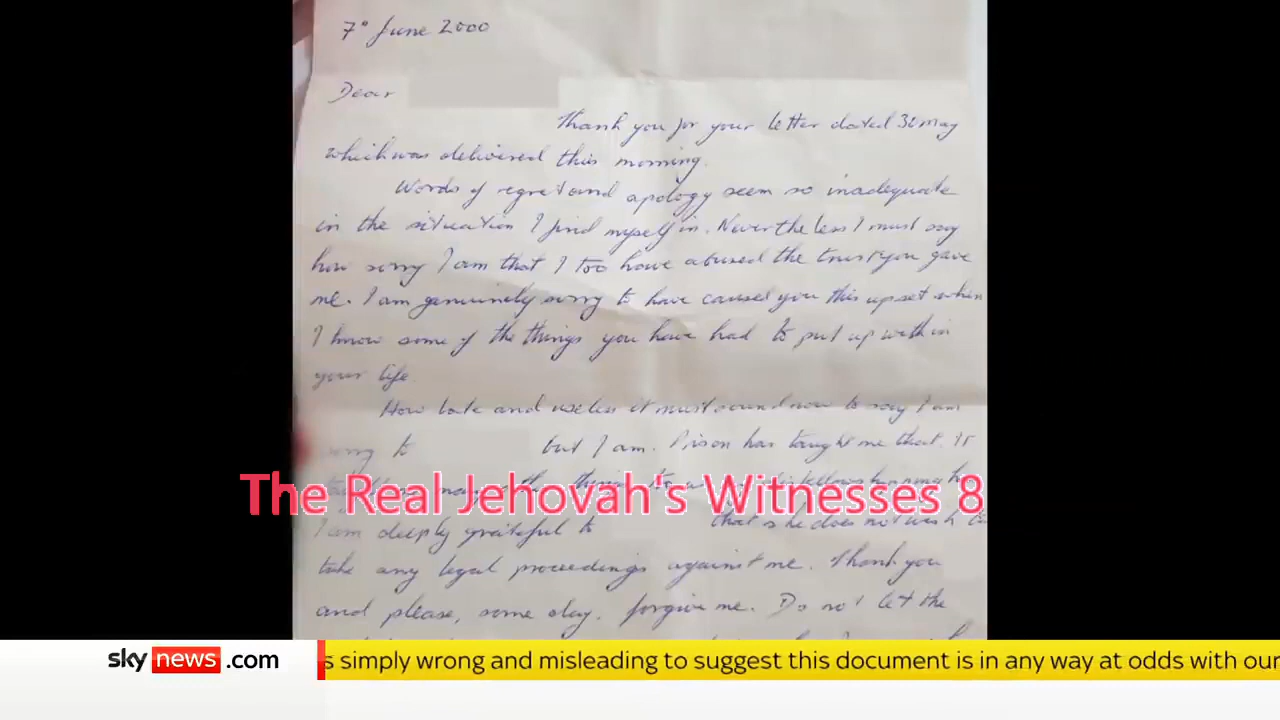 7º June 2000
Dear
Thank you for your letter dated 31 May
which was delivered this morning.
Words of regret and apology seem so inadequate
in the situation I find myself in. Nevertheless I must say
how sorry I am that I too have abused the trust you gave
me. I am genuinely sorry to have caused you this upset when
I know some of the things you have had to put up with in
your life.
How late and useless it must sound now to say I am
sorry to but I am. Prison has taught me that. It
The Real Jehovah's Witnesses 8
I am deeply grateful to that she does not wish to
take any legal proceedings against me. Thank you
and please, some day, forgive me. Do not let the
sky news.com
s simply wrong and misleading to suggest this document is in any way at odds with our